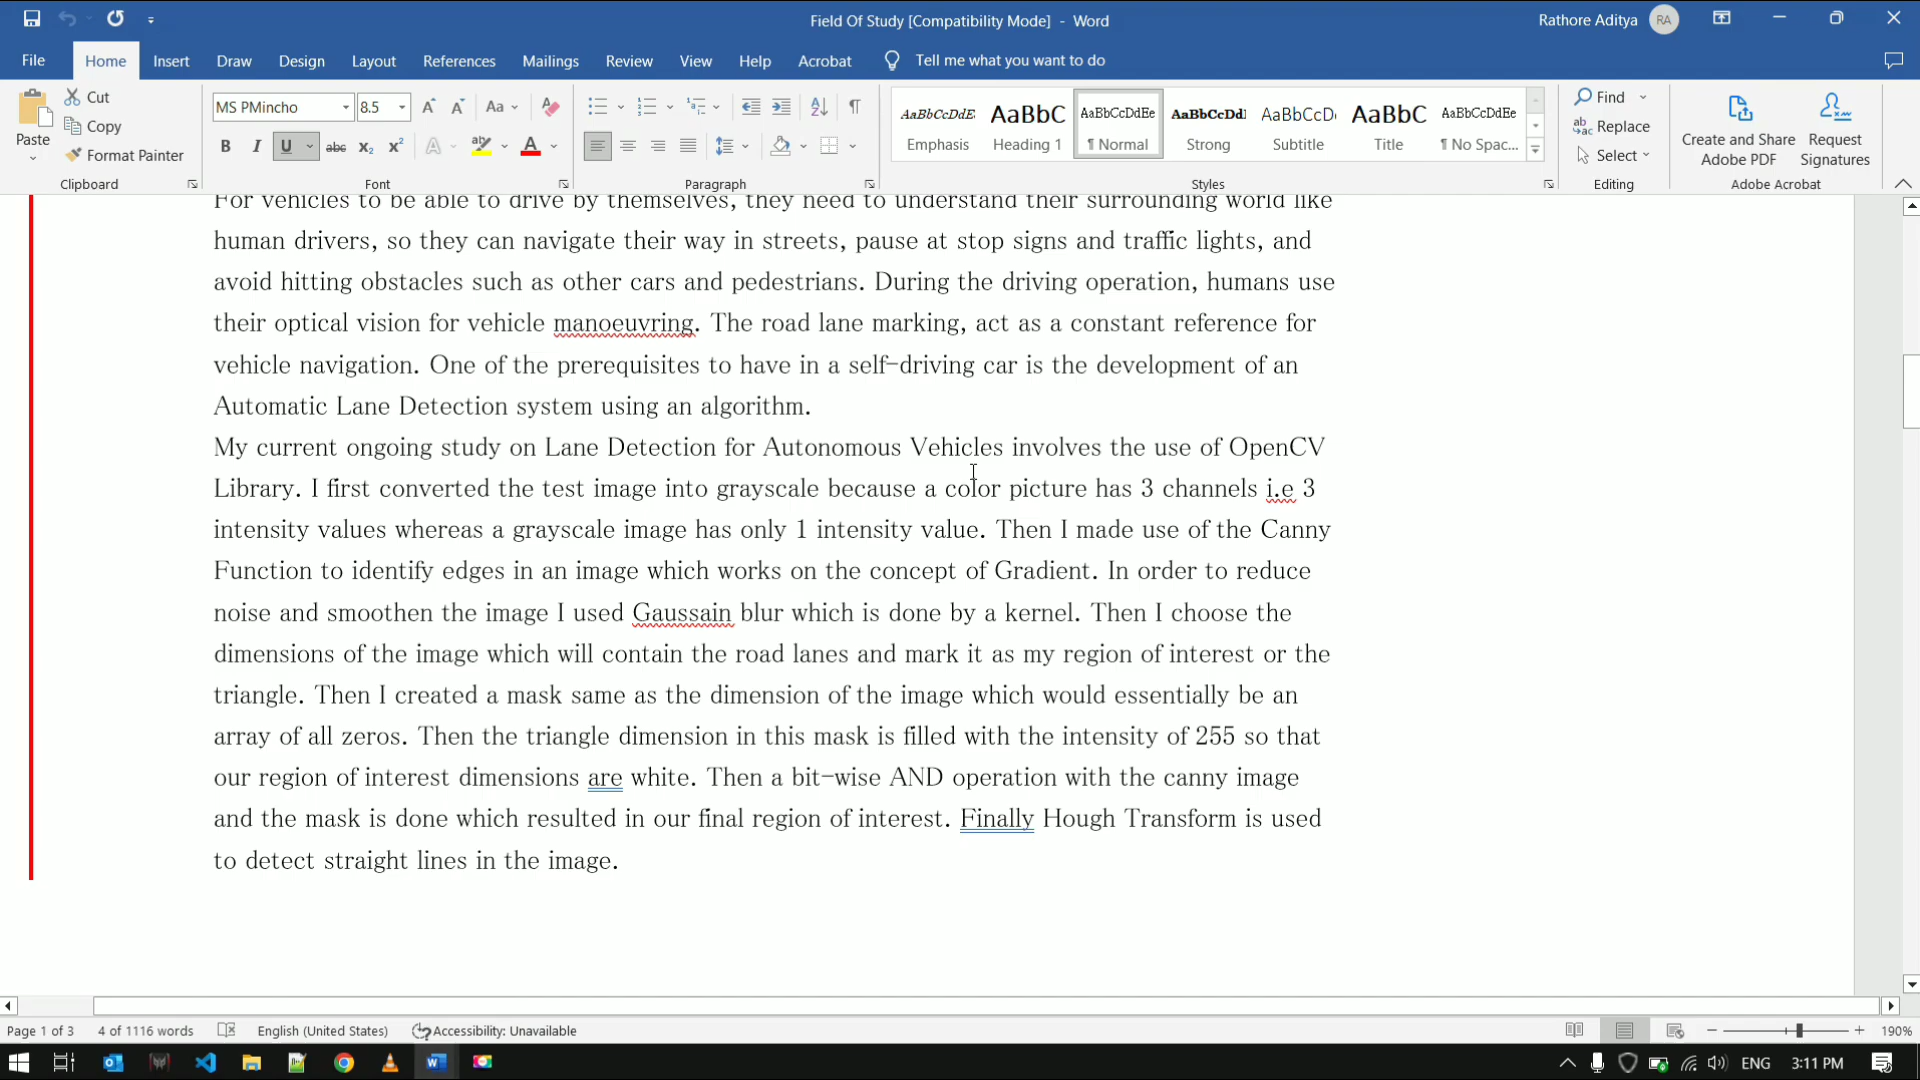 Field Of Study [Compatibility Mode] - Word
Rathore Aditya
RA
File
Home
Insert
Draw
Design
Layout
References
Mailings
Review
View
Help
Acrobat
Tell me what you want to do
Paste
Cut
Copy
Format Painter
Clipboard
MS PMincho
8.5
Aa
B I U abc x₂ x² A A
Font
Paragraph
AaBbCcDdE
Emphasis
AaBbC
Heading 1
AaBbCcDdEe
¶ Normal
AaBbCcDd
Strong
AaBbCcD
Subtitle
AaBbC
Title
AaBbCcDdEe
¶ No Spac...
Styles
Find
Replace
Select
Editing
Create and Share
Adobe PDF
Request
Signatures
Adobe Acrobat
For vehicles to be able to drive by themselves, they need to understand their surrounding world like
human drivers, so they can navigate their way in streets, pause at stop signs and traffic lights, and
avoid hitting obstacles such as other cars and pedestrians. During the driving operation, humans use
their optical vision for vehicle manoeuvring. The road lane marking, act as a constant reference for
vehicle navigation. One of the prerequisites to have in a self-driving car is the development of an
Automatic Lane Detection system using an algorithm.
My current ongoing study on Lane Detection for Autonomous Vehicles involves the use of OpenCV
Library. I first converted the test image into grayscale because a color picture has 3 channels i.e 3
intensity values whereas a grayscale image has only 1 intensity value. Then I made use of the Canny
Function to identify edges in an image which works on the concept of Gradient. In order to reduce
noise and smoothen the image I used Gaussain blur which is done by a kernel. Then I choose the
dimensions of the image which will contain the road lanes and mark it as my region of interest or the
triangle. Then I created a mask same as the dimension of the image which would essentially be an
array of all zeros. Then the triangle dimension in this mask is filled with the intensity of 255 so that
our region of interest dimensions are white. Then a bit-wise AND operation with the canny image
and the mask is done which resulted in our final region of interest. Finally Hough Transform is used
to detect straight lines in the image.
Page 1 of 3
4 of 1116 words
English (United States)
Accessibility: Unavailable
190%
ENG
3:11 PM